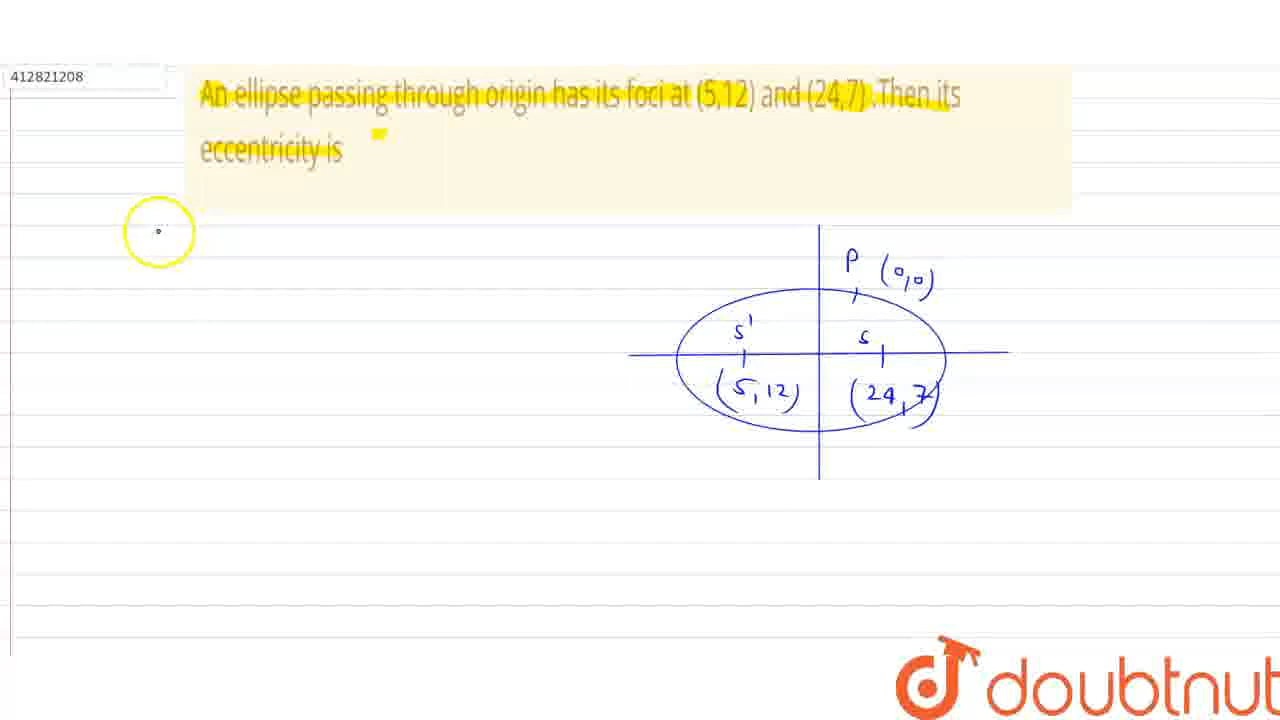 412821208
An ellipse passing through origin has its foci at (5,12) and (24,7) .Then its
eccentricity is
P (0,0)
S' S
(5,12) (24,7)
doubtnut